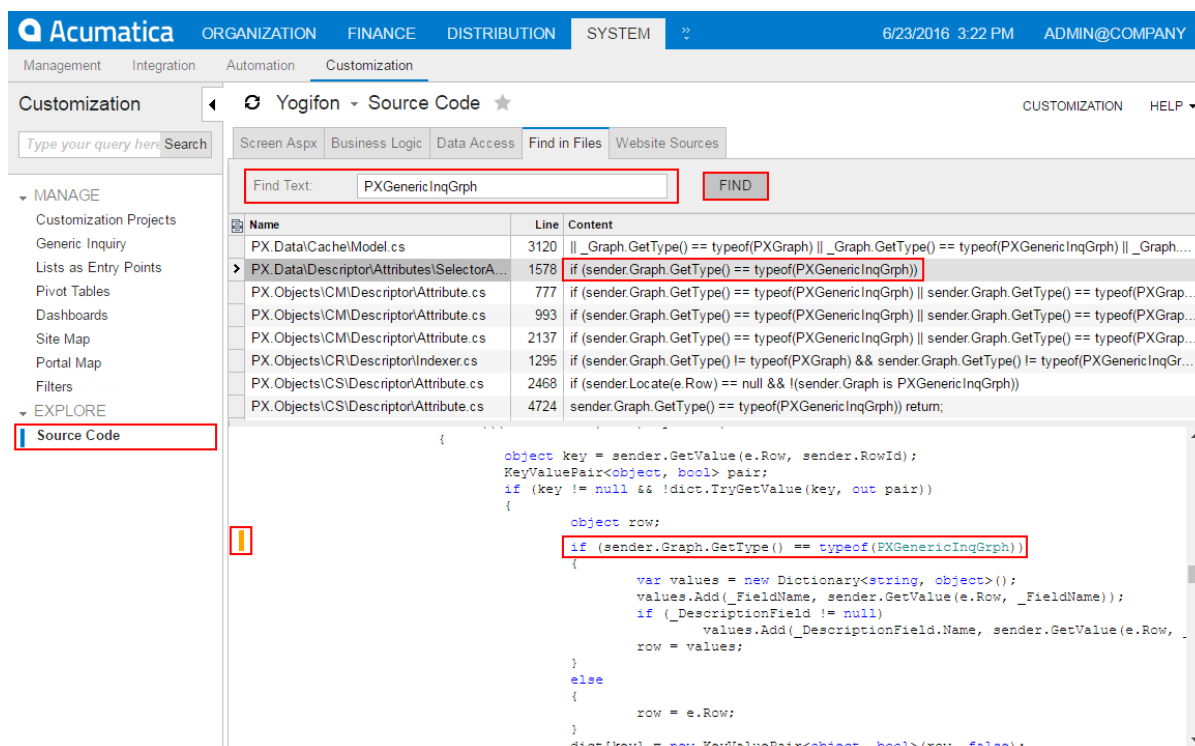 Acumatica ORGANIZATION FINANCE DISTRIBUTION SYSTEM 6/23/2016 3:22 PM ADMIN@COMPANY
Management Integration Automation Customization
Customization Yogifon - Source Code CUSTOMIZATION HELP
Type your query here Search Screen Aspx Business Logic Data Access Find in Files Website Sources
Find Text: PXGenericInqGrph FIND
MANAGE
Customization Projects
Generic Inquiry
Lists as Entry Points
Pivot Tables
Dashboards
Site Map
Portal Map
Filters
EXPLORE
Source Code
Name Line Content
PX.Data\Cache\Model.cs 3120 || _Graph.GetType() == typeof(PXGraph) || _Graph.GetType() == typeof(PXGenericInqGrph) || _Graph....
PX.Data\Descriptor\Attributes\SelectorA... 1578 if (sender.Graph.GetType() == typeof(PXGenericInqGrph))
PX.Objects\CM\Descriptor\Attribute.cs 777 if (sender.Graph.GetType() == typeof(PXGenericInqGrph) || sender.Graph.GetType() == typeof(PXGrap...
PX.Objects\CM\Descriptor\Attribute.cs 993 if (sender.Graph.GetType() == typeof(PXGenericInqGrph) || sender.Graph.GetType() == typeof(PXGrap...
PX.Objects\CM\Descriptor\Attribute.cs 2137 if (sender.Graph.GetType() == typeof(PXGenericInqGrph) || sender.Graph.GetType() == typeof(PXGrap...
PX.Objects\CR\Descriptor\Indexer.cs 1295 if (sender.Graph.GetType() != typeof(PXGraph) && sender.Graph.GetType() != typeof(PXGenericInqGr...
PX.Objects\CS\Descriptor\Attribute.cs 2468 if (sender.Locate(e.Row) == null && !(sender.Graph is PXGenericInqGrph))
PX.Objects\CS\Descriptor\Attribute.cs 4724 sender.Graph.GetType() == typeof(PXGenericInqGrph)) return;
{
object key = sender.GetValue(e.Row, sender.RowId);
KeyValuePair<object, bool> pair;
if (key != null && !dict.TryGetValue(key, out pair))
{
object row;
if (sender.Graph.GetType() == typeof(PXGenericInqGrph))
{
var values = new Dictionary<string, object>();
values.Add(_FieldName, sender.GetValue(e.Row, _FieldName));
if (_DescriptionField != null)
values.Add(_DescriptionField.Name, sender.GetValue(e.Row, _
row = values;
}
else
{
row = e.Row;
}
dict[key] = new KeyValuePair<object, bool>(row, false);